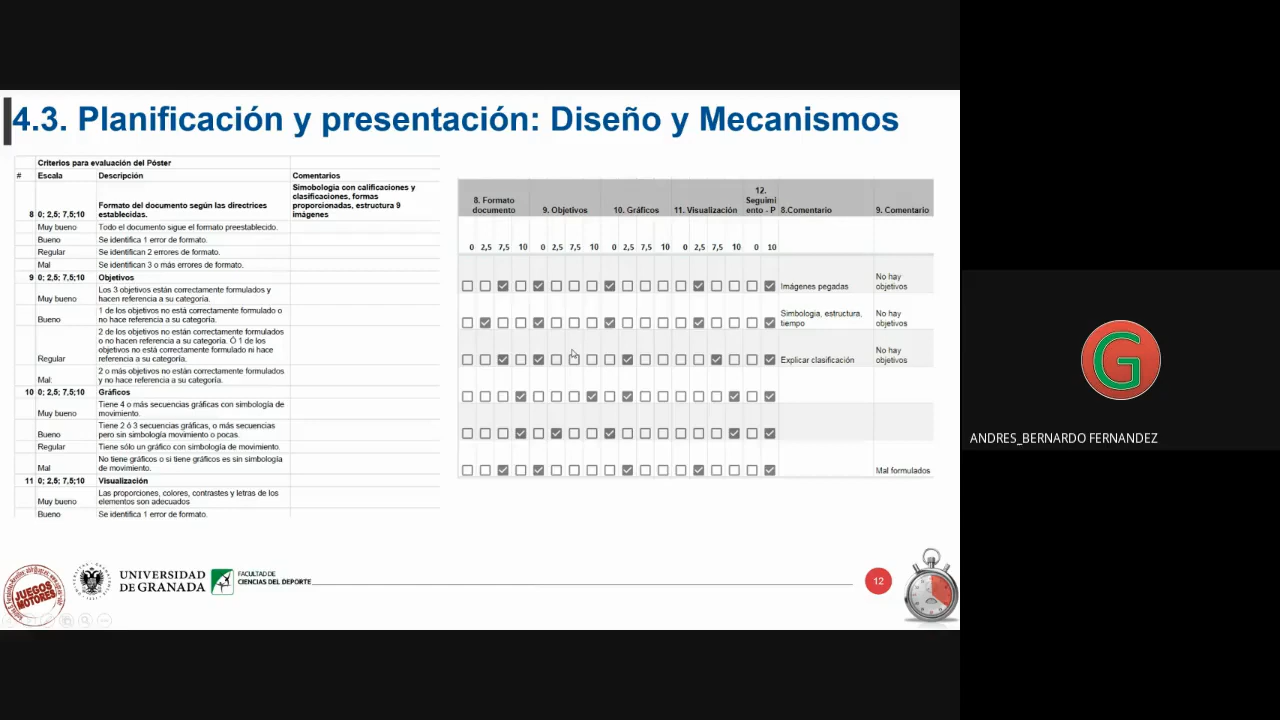 4.3. Planificación y presentación: Diseño y Mecanismos
Criterios para evaluación del Póster
# Escala Descripción Comentarios
8 0; 2,5; 7,5;10 Formato del documento según las directrices establecidas. Simobologia con calificaciones y clasificaciones, formas proporcionadas, estructura 9 imágenes
Muy bueno Todo el documento sigue el formato preestablecido.
Bueno Se identifica 1 error de formato.
Regular Se identifican 2 errores de formato.
Mal Se identifican 3 o más errores de formato.
9 0; 2,5; 7,5;10 Objetivos
Muy bueno Los 3 objetivos están correctamente formulados y hacen referencia a su categoría.
Bueno 1 de los objetivos no está correctamente formulado o no hace referencia a su categoría.
Regular 2 de los objetivos no están correctamente formulados o no hacen referencia a su categoría. Ó 1 de los objetivos no está correctamente formulado ni hace referencia a su categoría.
Mal: 2 o más objetivos no están correctamente formulados y no hace referencia a su categoría.
10 0; 2,5; 7,5;10 Gráficos
Muy bueno Tiene 4 o más secuencias gráficas con simbología de movimiento.
Bueno Tiene 2 ó 3 secuencias gráficas, o más secuencias pero sin simbología movimiento o pocas.
Regular Tiene sólo un gráfico con simbología de movimiento.
Mal No tiene gráficos o si tiene gráficos es sin simbología de movimiento.
11 0; 2,5; 7,5;10 Visualización
Muy bueno Las proporciones, colores, contrastes y letras de los elementos son adecuados
Bueno Se identifica 1 error de formato.
8. Formato documento 9. Objetivos 10. Gráficos 11. Visualización 12. Seguimi ento - P 8.Comentario 9. Comentario
0 2,5 7,5 10 0 2,5 7,5 10 0 2,5 7,5 10 0 2,5 7,5 10 0 10
Imágenes pegadas No hay objetivos
Simbologia, estructura, tiempo No hay objetivos
Explicar clasificación No hay objetivos
Mal formulados
JUEGOS MOTORES
UNIVERSIDAD DE GRANADA
FACULTAD DE CIENCIAS DEL DEPORTE
12
G
ANDRES_BERNARDO FERNANDEZ